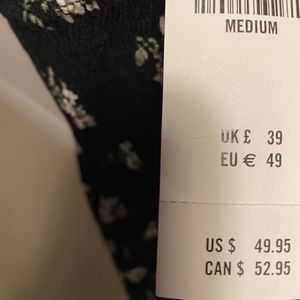 MEDIUM
UK £ 39
EU € 49
US $ 49.95
CAN $ 52.95